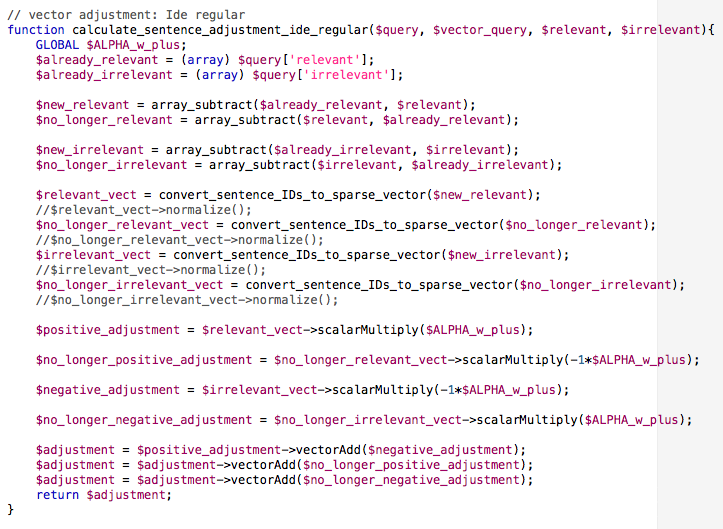 // vector adjustment: Ide regular
function calculate_sentence_adjustment_ide_regular($query, $vector_query, $relevant, $irrelevant){
    GLOBAL $ALPHA_w_plus;
    $already_relevant = (array) $query['relevant'];
    $already_irrelevant = (array) $query['irrelevant'];

    $new_relevant = array_subtract($already_relevant, $relevant);
    $no_longer_relevant = array_subtract($relevant, $already_relevant);

    $new_irrelevant = array_subtract($already_irrelevant, $irrelevant);
    $no_longer_irrelevant = array_subtract($irrelevant, $already_irrelevant);

    $relevant_vect = convert_sentence_IDs_to_sparse_vector($new_relevant);
    //$relevant_vect->normalize();
    $no_longer_relevant_vect = convert_sentence_IDs_to_sparse_vector($no_longer_relevant);
    //$no_longer_relevant_vect->normalize();
    $irrelevant_vect = convert_sentence_IDs_to_sparse_vector($new_irrelevant);
    //$irrelevant_vect->normalize();
    $no_longer_irrelevant_vect = convert_sentence_IDs_to_sparse_vector($no_longer_irrelevant);
    //$no_longer_irrelevant_vect->normalize();

    $positive_adjustment = $relevant_vect->scalarMultiply($ALPHA_w_plus);

    $no_longer_positive_adjustment = $no_longer_relevant_vect->scalarMultiply(-1*$ALPHA_w_plus);

    $negative_adjustment = $irrelevant_vect->scalarMultiply(-1*$ALPHA_w_plus);

    $no_longer_negative_adjustment = $no_longer_irrelevant_vect->scalarMultiply($ALPHA_w_plus);

    $adjustment = $positive_adjustment->vectorAdd($negative_adjustment);
    $adjustment = $adjustment->vectorAdd($no_longer_positive_adjustment);
    $adjustment = $adjustment->vectorAdd($no_longer_negative_adjustment);
    return $adjustment;
}